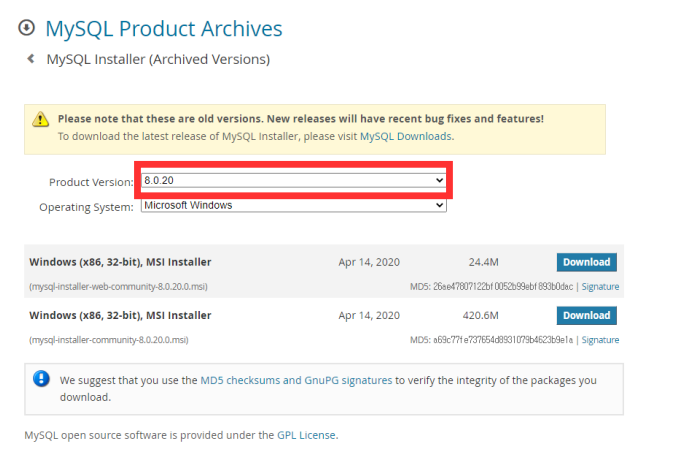 MySQL Product Archives
MySQL Installer (Archived Versions)
Please note that these are old versions. New releases will have recent bug fixes and features!
To download the latest release of MySQL Installer, please visit MySQL Downloads.
Product Version: 8.0.20
Operating System: Microsoft Windows
Windows (x86, 32-bit), MSI Installer Apr 14, 2020 24.4M Download
(mysql-installer-web-community-8.0.20.0.msi) MD5: 26ae47807122bf0052b99ebf893b0dac | Signature
Windows (x86, 32-bit), MSI Installer Apr 14, 2020 420.6M Download
(mysql-installer-community-8.0.20.0.msi) MD5: a69c77fe737654d8931079b4623b9e1a | Signature
We suggest that you use the MD5 checksums and GnuPG signatures to verify the integrity of the packages you
download.
MySQL open source software is provided under the GPL License.